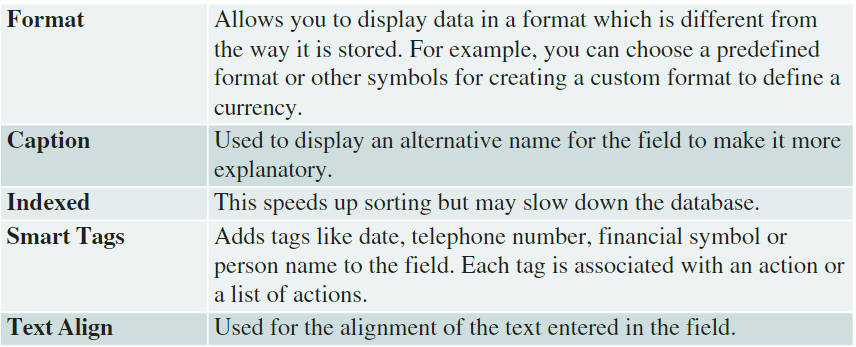 Format Allows you to display data in a format which is different from
the way it is stored. For example, you can choose a predefined
format or other symbols for creating a custom format to define a
currency.
Caption Used to display an alternative name for the field to make it more
explanatory.
Indexed This speeds up sorting but may slow down the database.
Smart Tags Adds tags like date, telephone number, financial symbol or
person name to the field. Each tag is associated with an action or
a list of actions.
Text Align Used for the alignment of the text entered in the field.